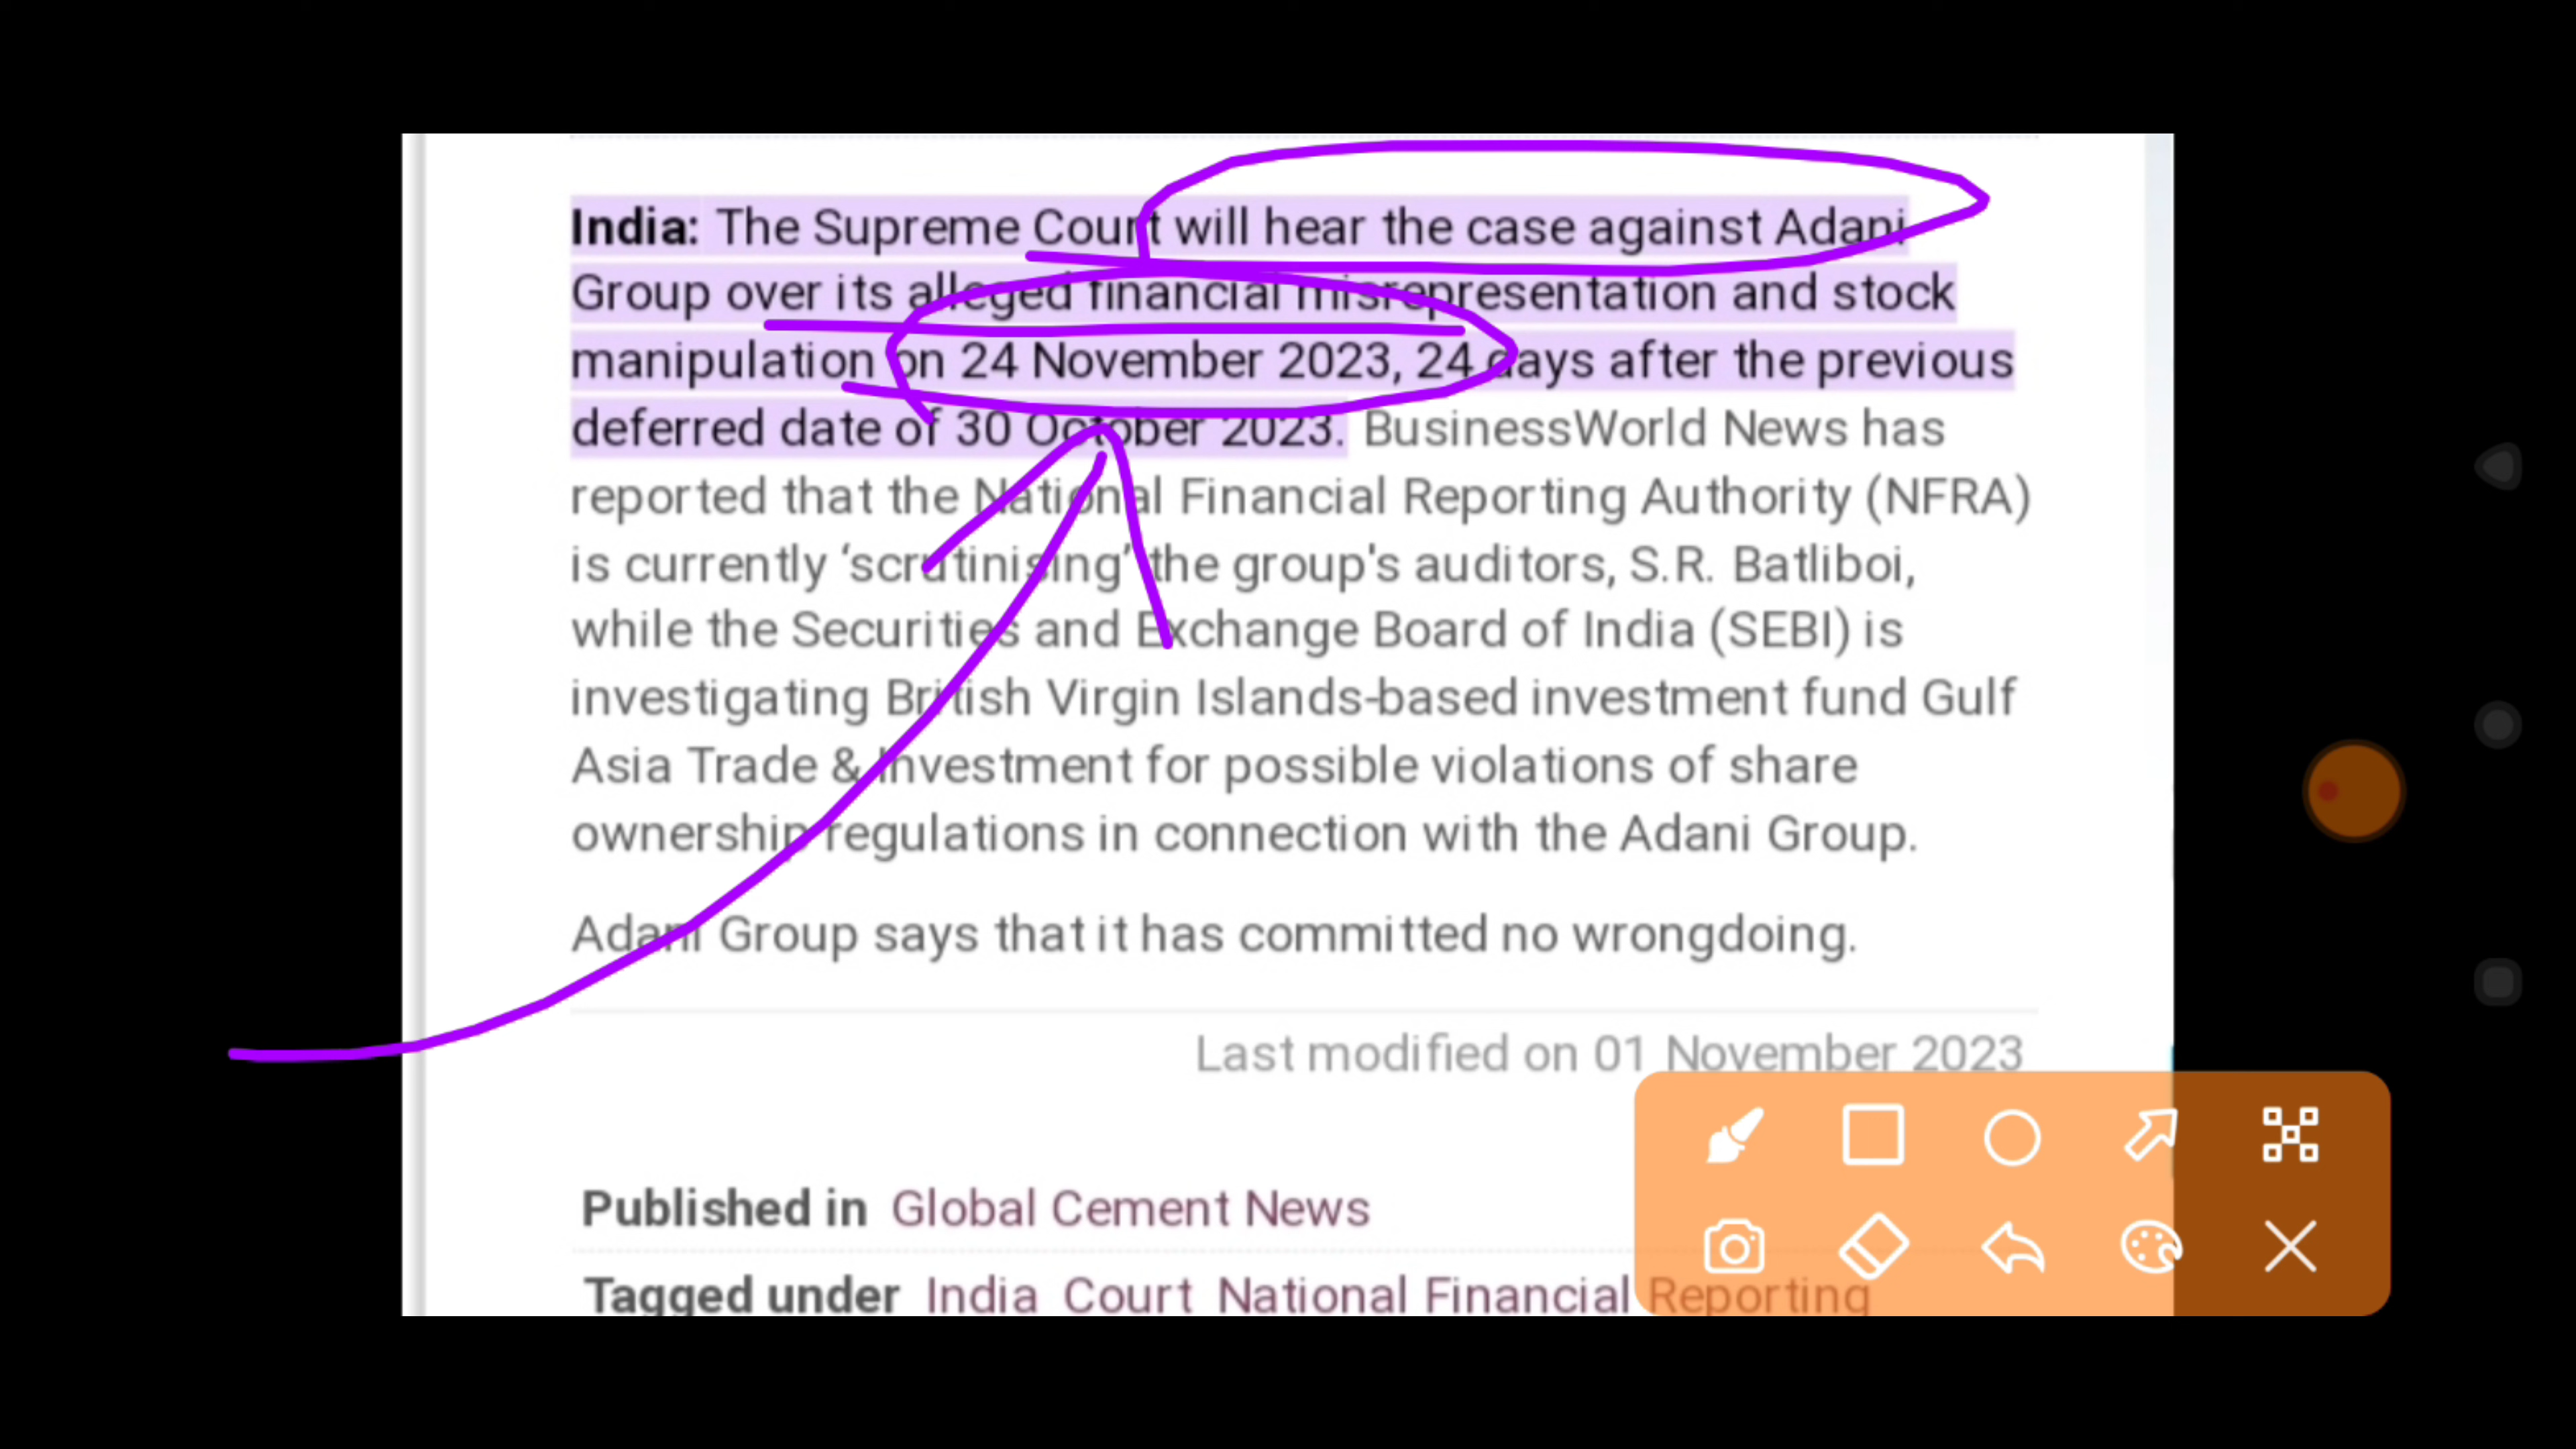 India: The Supreme Court will hear the case against Adani
Group over its alleged financial misrepresentation and stock
manipulation on 24 November 2023, 24 days after the previous
deferred date of 30 October 2023. BusinessWorld News has
reported that the National Financial Reporting Authority (NFRA)
is currently ‘scrutinising’ the group's auditors, S.R. Batliboi,
while the Securities and Exchange Board of India (SEBI) is
investigating British Virgin Islands-based investment fund Gulf
Asia Trade & Investment for possible violations of share
ownership regulations in connection with the Adani Group.
Adani Group says that it has committed no wrongdoing.
Last modified on 01 November 2023
Published in Global Cement News
Tagged under India Court National Financial Reporting